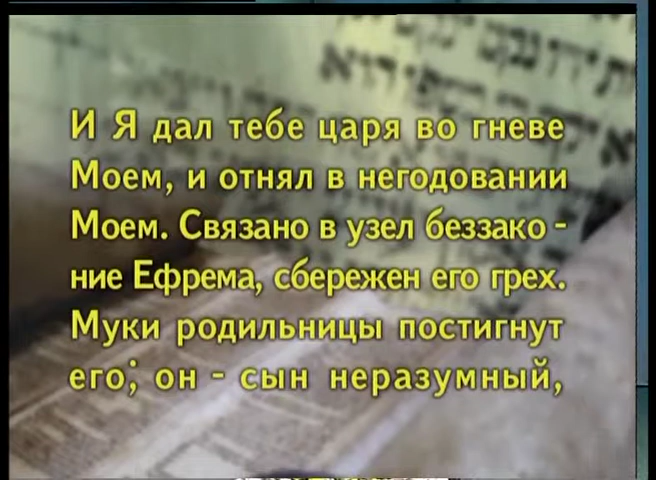 И Я дал тебе царя во гневе
Моем, и отнял в негодовании
Моем. Связано в узел беззако -
ние Ефрема, сбережен его грех.
Муки родильницы постигнут
его; он - сын неразумный,